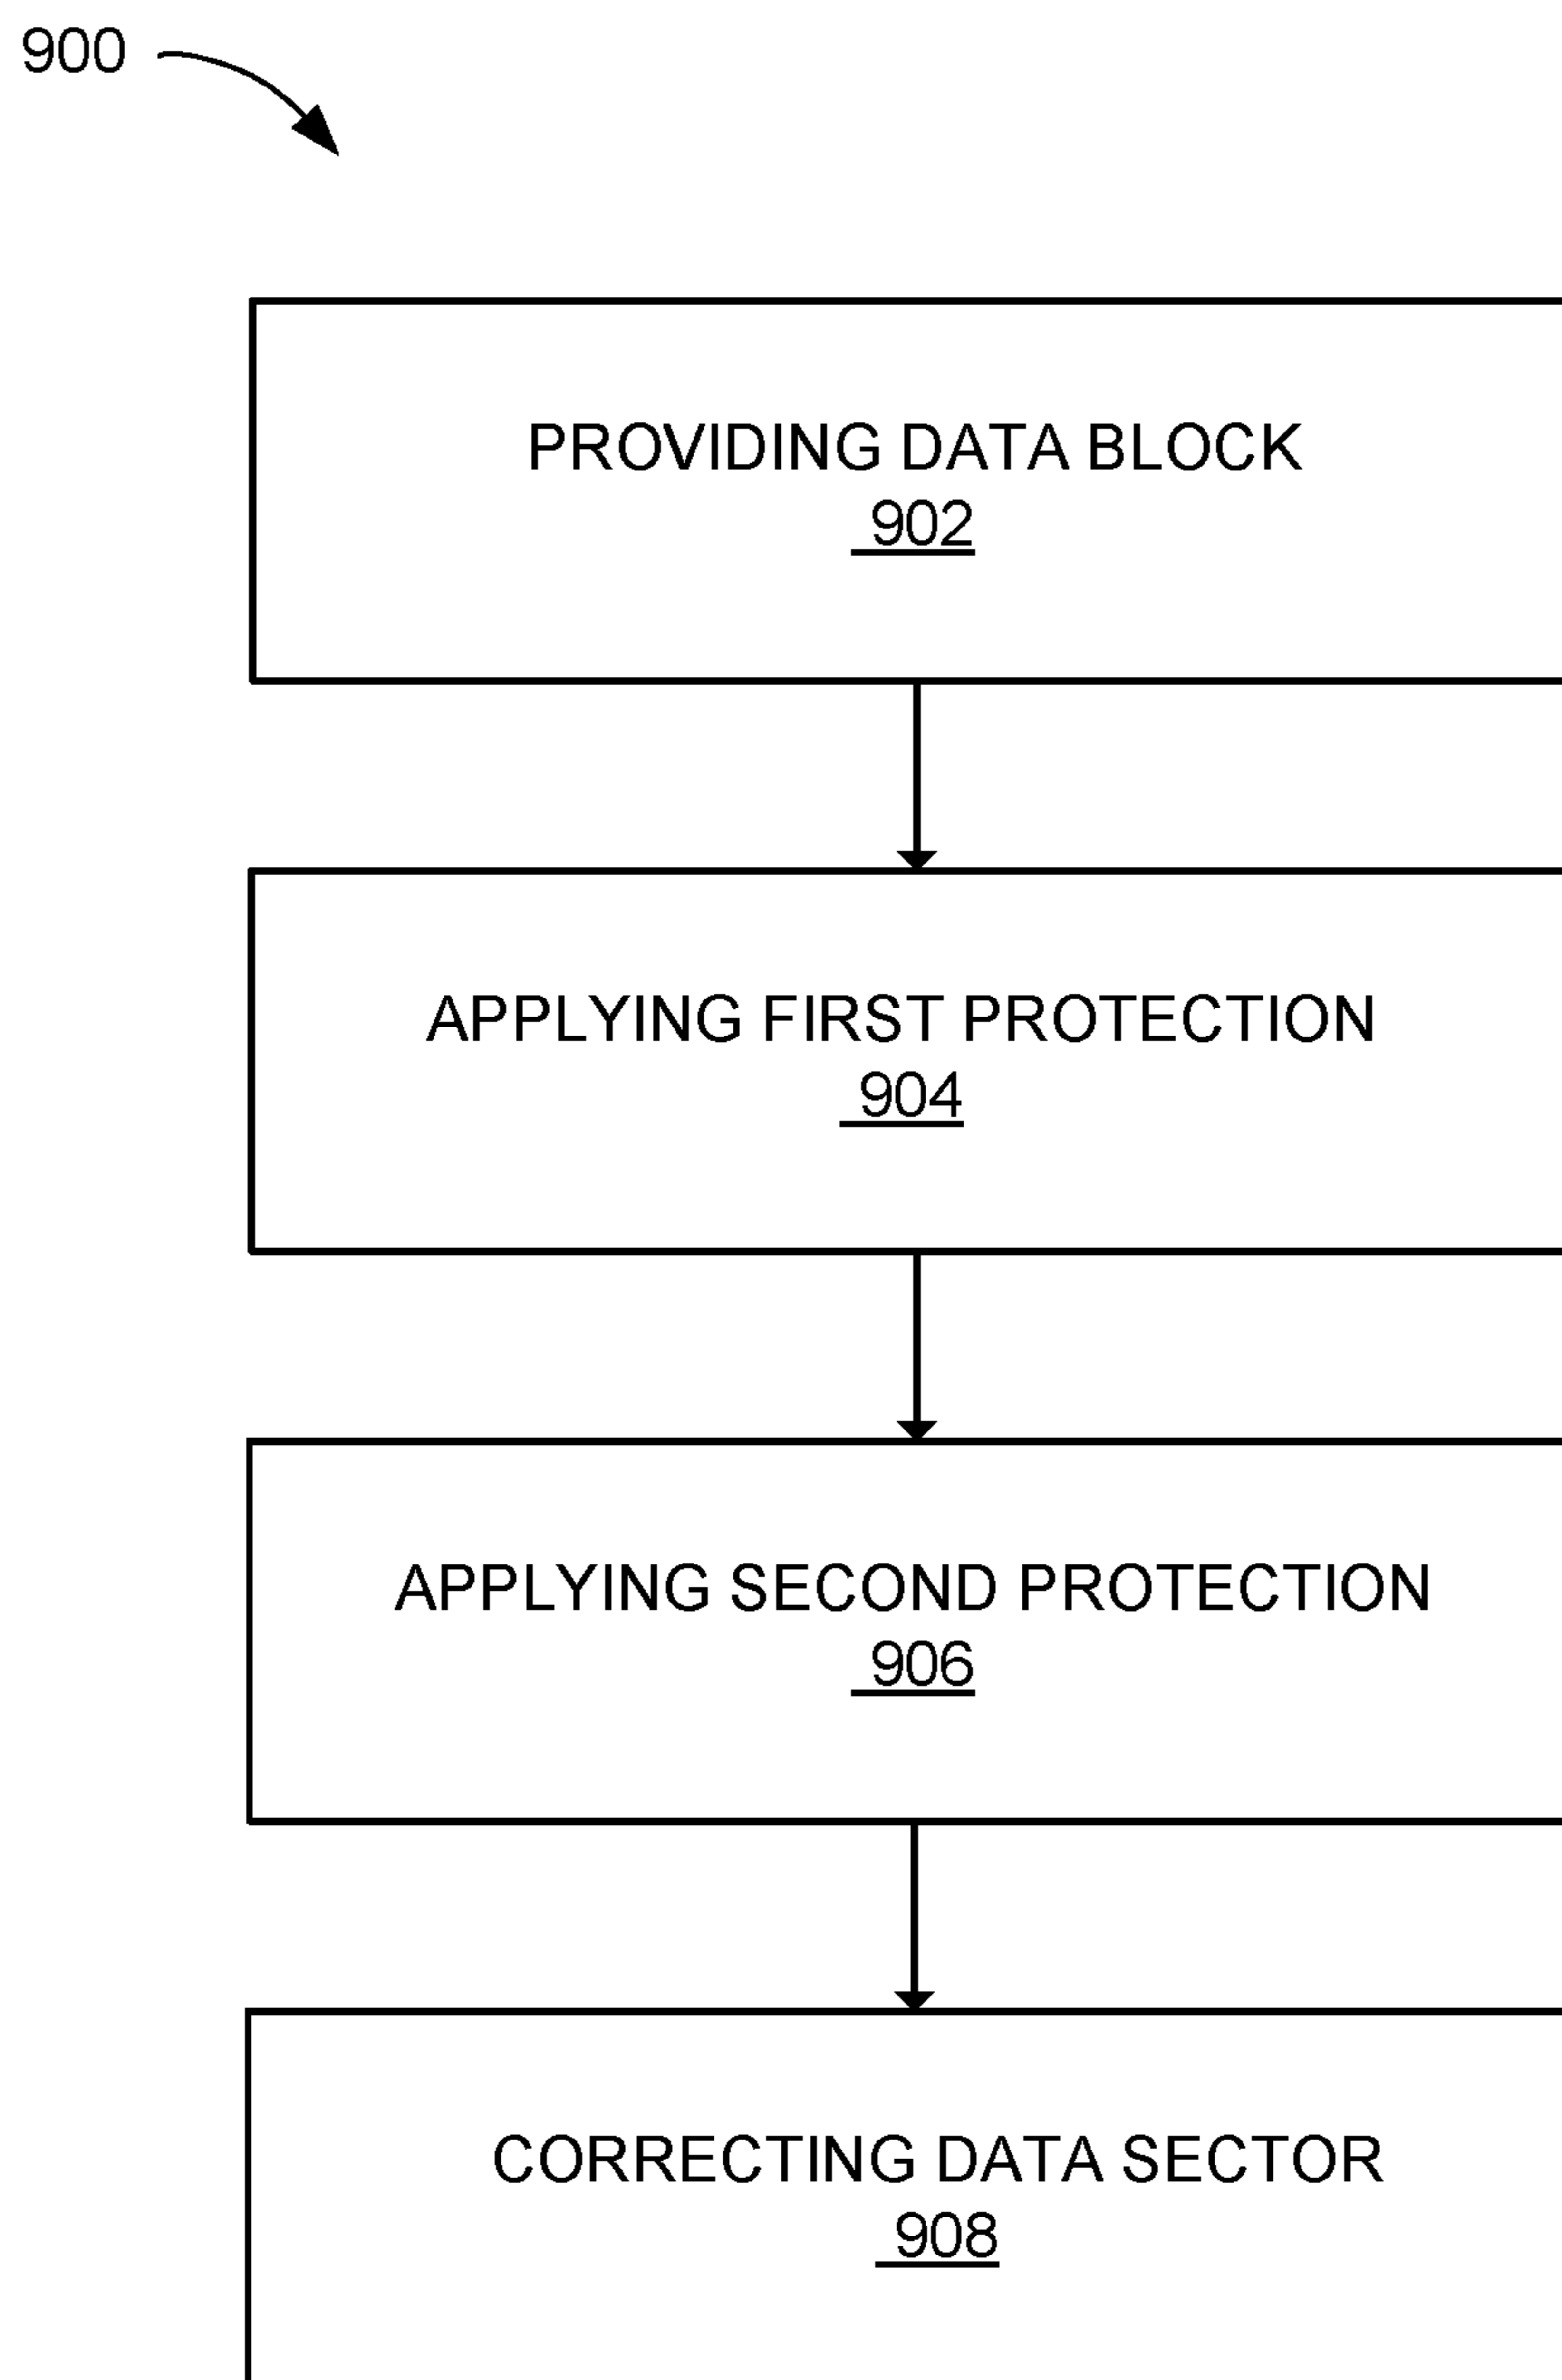 900
PROVIDING DATA BLOCK
902
APPLYING FIRST PROTECTION
904
APPLYING SECOND PROTECTION
906
CORRECTING DATA SECTOR
908